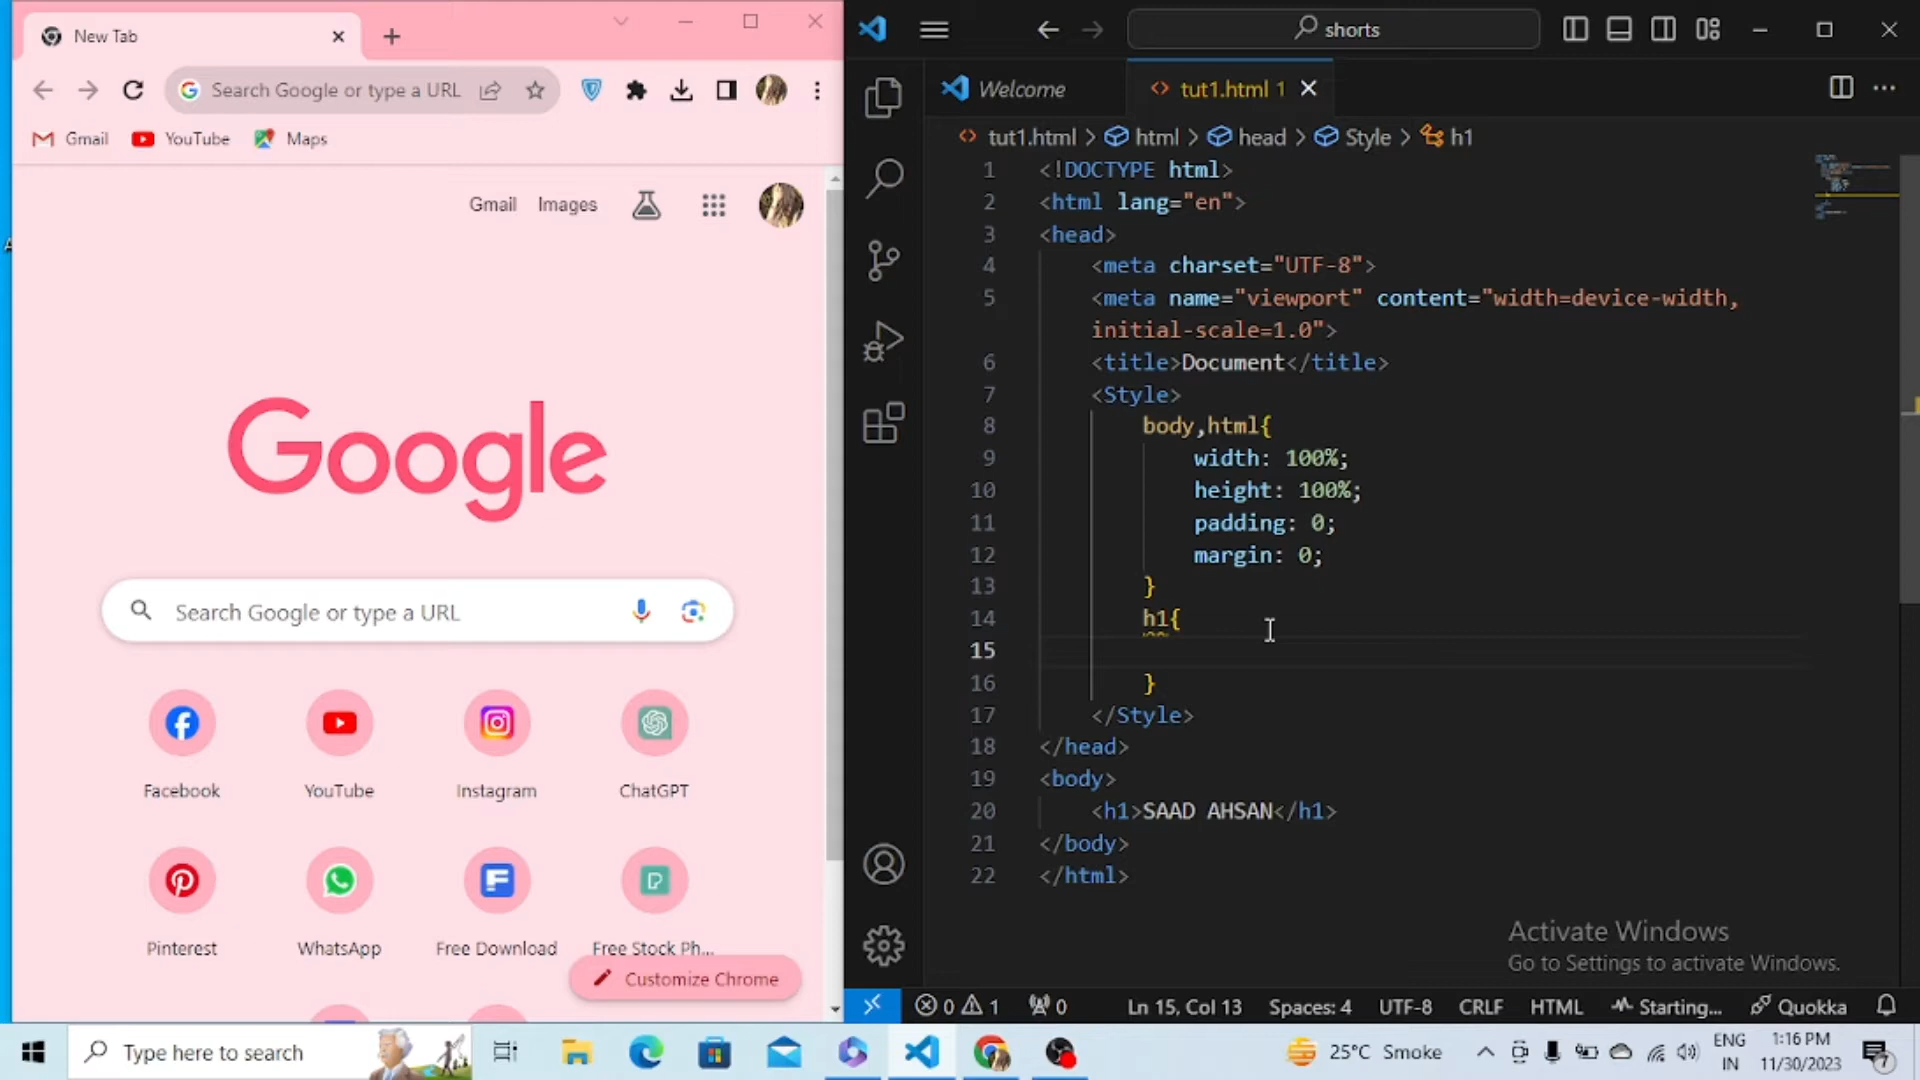 New Tab
Search Google or type a URL
Gmail YouTube Maps
Gmail Images
Google
Search Google or type a URL
Facebook YouTube Instagram ChatGPT
Pinterest WhatsApp Free Download Free Stock Ph...
Customize Chrome
shorts
Welcome tut1.html 1
tut1.html > html > head > Style > h1
1 <!DOCTYPE html>
2 <html lang="en">
3 <head>
4 <meta charset="UTF-8">
5 <meta name="viewport" content="width=device-width,
initial-scale=1.0">
6 <title>Document</title>
7 <Style>
8 body,html{
9 width: 100%;
10 height: 100%;
11 padding: 0;
12 margin: 0;
13 }
14 h1{
15
16 }
17 </Style>
18 </head>
19 <body>
20 <h1>SAAD AHSAN</h1>
21 </body>
22 </html>
Activate Windows
Go to Settings to activate Windows.
0 1 0 Ln 15, Col 13 Spaces: 4 UTF-8 CRLF HTML Starting... Quokka
Type here to search
25°C Smoke
ENG
IN
1:16 PM
11/30/2023
7